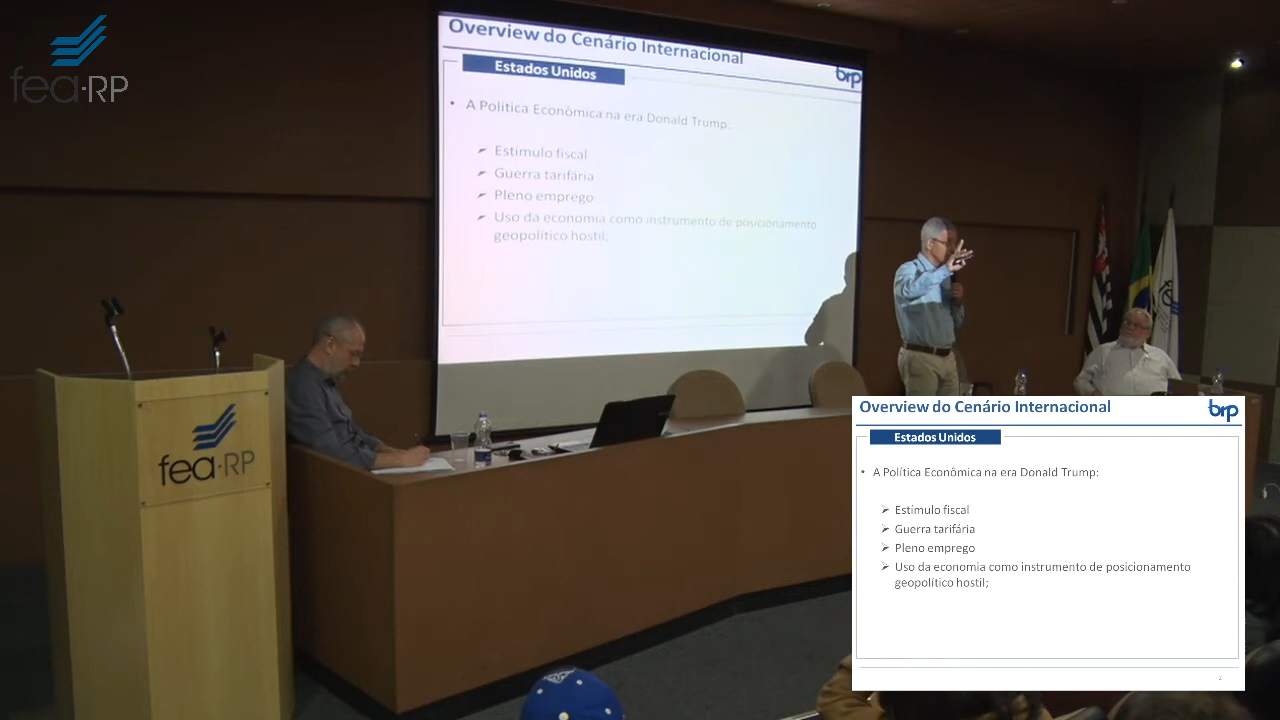 fea-RP
Overview do Cenário Internacional
brp
Estados Unidos
• A Política Econômica na era Donald Trump:
➢ Estímulo fiscal
➢ Guerra tarifária
➢ Pleno emprego
➢ Uso da economia como instrumento de posicionamento
geopolítico hostil;
fea-RP
Overview do Cenário Internacional
brp
Estados Unidos
• A Política Econômica na era Donald Trump:
➢ Estímulo fiscal
➢ Guerra tarifária
➢ Pleno emprego
➢ Uso da economia como instrumento de posicionamento
geopolítico hostil;